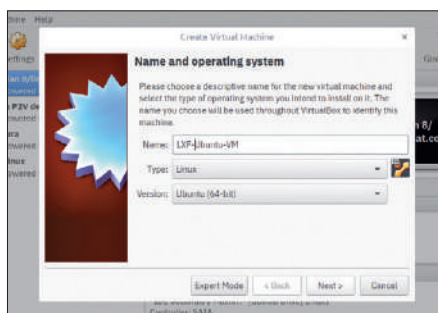 Help
Create Virtual Machine
Name and operating system
Please choose a descriptive name for the new virtual machine and
select the type of operating system you intend to install on it. The
name you choose will be used throughout VirtualBox to identify this
machine.
Name: LXF-Ubuntu-VM
Type: Linux
Version: Ubuntu (64-bit)
Expert Mode
< Back
Next >
Cancel